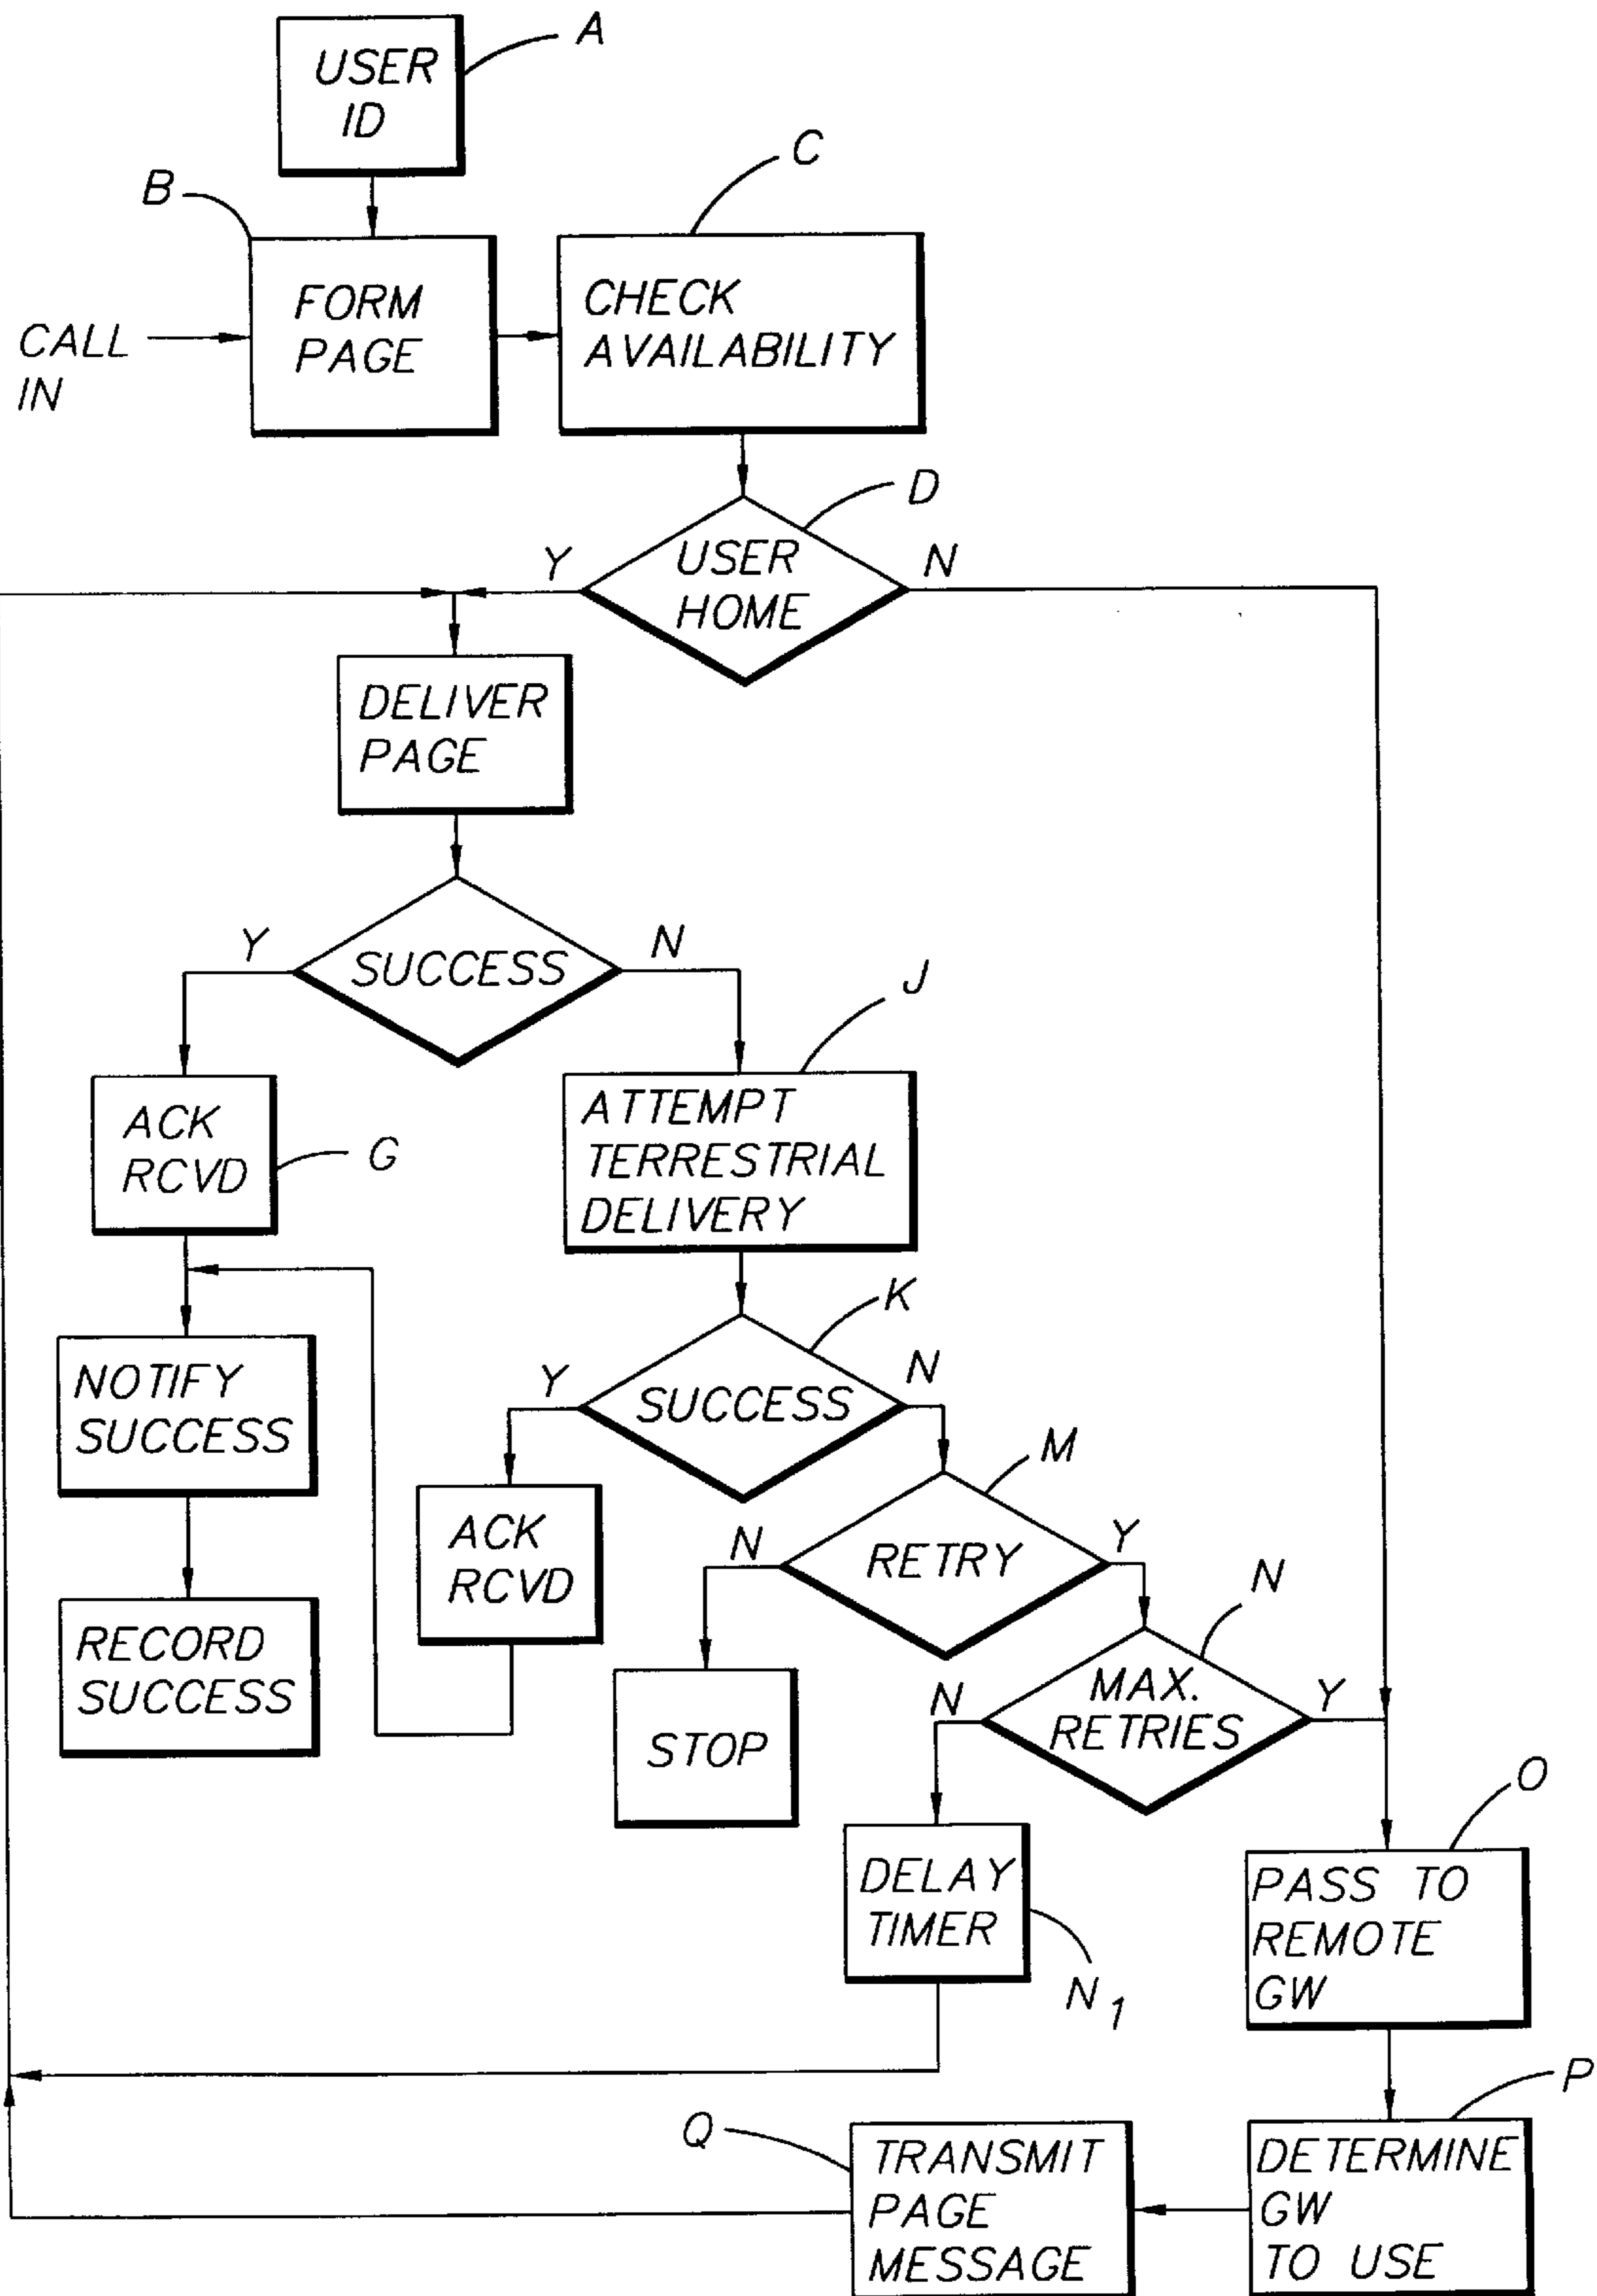 A
USER
ID
B
C
CALL
IN
FORM
PAGE
CHECK
AVAILABILITY
D
Y
USER
HOME
N
DELIVER
PAGE
Y
SUCCESS
N
J
ACK
RCVD
G
ATTEMPT
TERRESTRIAL
DELIVERY
K
NOTIFY
SUCCESS
Y
SUCCESS
N
M
ACK
RCVD
N
RETRY
Y
N
RECORD
SUCCESS
STOP
N
MAX.
RETRIES
Y
O
DELAY
TIMER
N1
PASS TO
REMOTE
GW
P
Q
TRANSMIT
PAGE
MESSAGE
DETERMINE
GW
TO USE